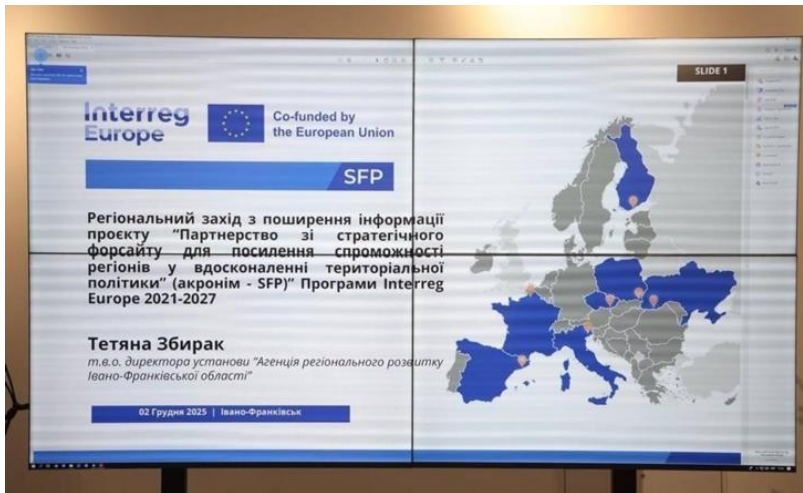 SLIDE 1
Interreg
Europe
Co-funded by
the European Union
SFP
Регіональний захід з поширення інформації
проєкту “Партнерство зі стратегічного
форсайту для посилення спроможності
регіонів у вдосконаленні територіальної
політики” (акронім - SFP)” Програми Interreg
Europe 2021-2027
Тетяна Збирак
т.в.о. директора установи “Агенція регіонального розвитку
Івано-Франківської області”
02 Грудня 2025 | Івано-Франківськ